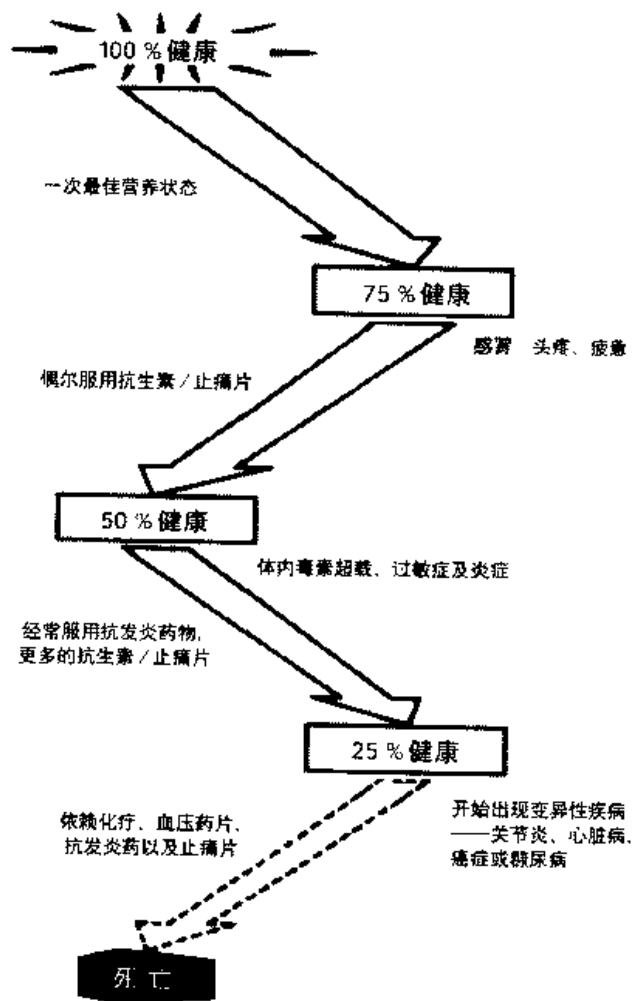 100 % 健康
一次最佳营养状态
75 % 健康
感冒 头疼、疲惫
偶尔服用抗生素／止痛片
50 % 健康
体内毒素超载、过敏症及炎症
经常服用抗发炎药物,
更多的抗生素／止痛片
25 % 健康
依赖化疗、血压药片、
抗发炎药以及止痛片
开始出现变异性疾病
——关节炎、心脏病、
癌症或糖尿病
死亡